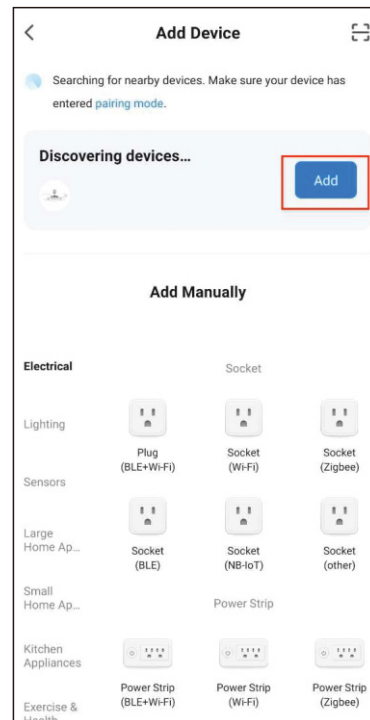 Add Device
Searching for nearby devices. Make sure your device has
entered pairing mode.
Discovering devices...
Add
Add Manually
Electrical
Socket
Lighting
Plug
(BLE+Wi-Fi)
Socket
(Wi-Fi)
Socket
(Zigbee)
Sensors
Large
Home Ap...
Socket
(BLE)
Socket
(NB-IoT)
Socket
(other)
Small
Home Ap...
Power Strip
Kitchen
Appliances
Power Strip
(BLE+Wi-Fi)
Power Strip
(Wi-Fi)
Power Strip
(Zigbee)
Exercise &
Health